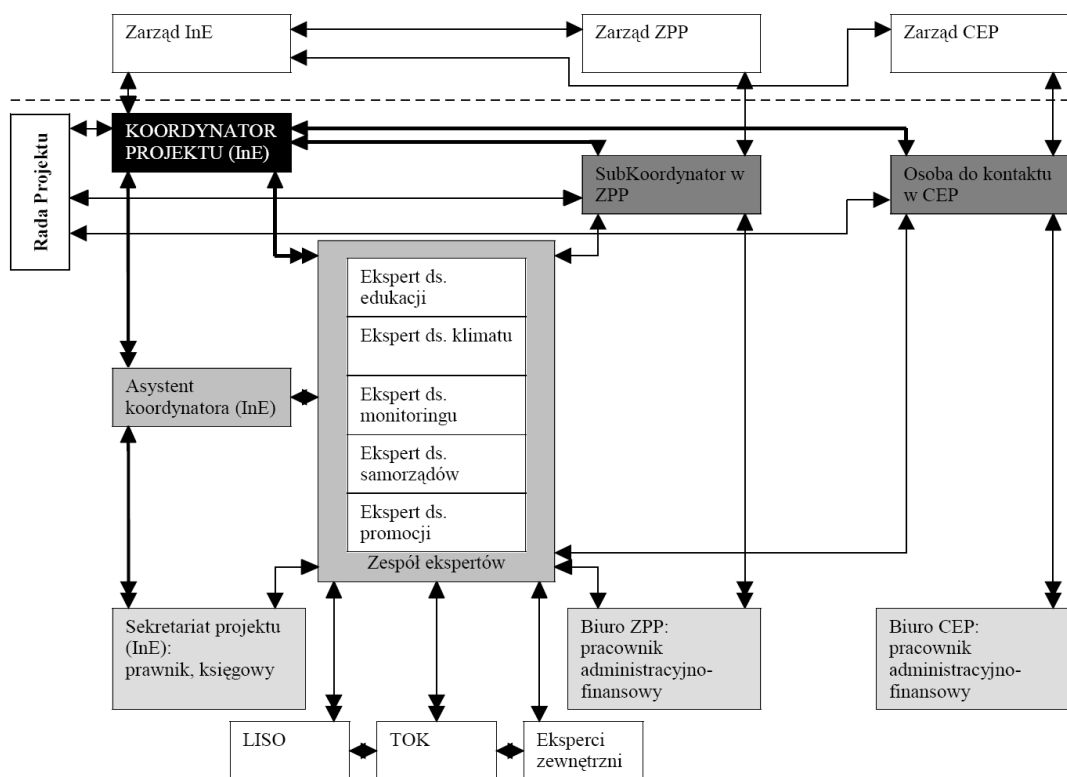 Zarząd InE
Zarząd ZPP
Zarząd CEP
Rada Projektu
KOORDYNATOR
PROJEKTU (InE)
SubKoordynator w
ZPP
Osoba do kontaktu
w CEP
Ekspert ds.
edukacji
Ekspert ds. klimatu
Ekspert ds.
monitoringu
Ekspert ds.
samorządów
Ekspert ds.
promocji
Zespół ekspertów
Asystent
koordynatora (InE)
Sekretariat projektu
(InE):
prawnik, księgowy
Biuro ZPP:
pracownik
administracyjno-
finansowy
Biuro CEP:
pracownik
administracyjno-
finansowy
LISO
TOK
Eksperci
zewnętrzni